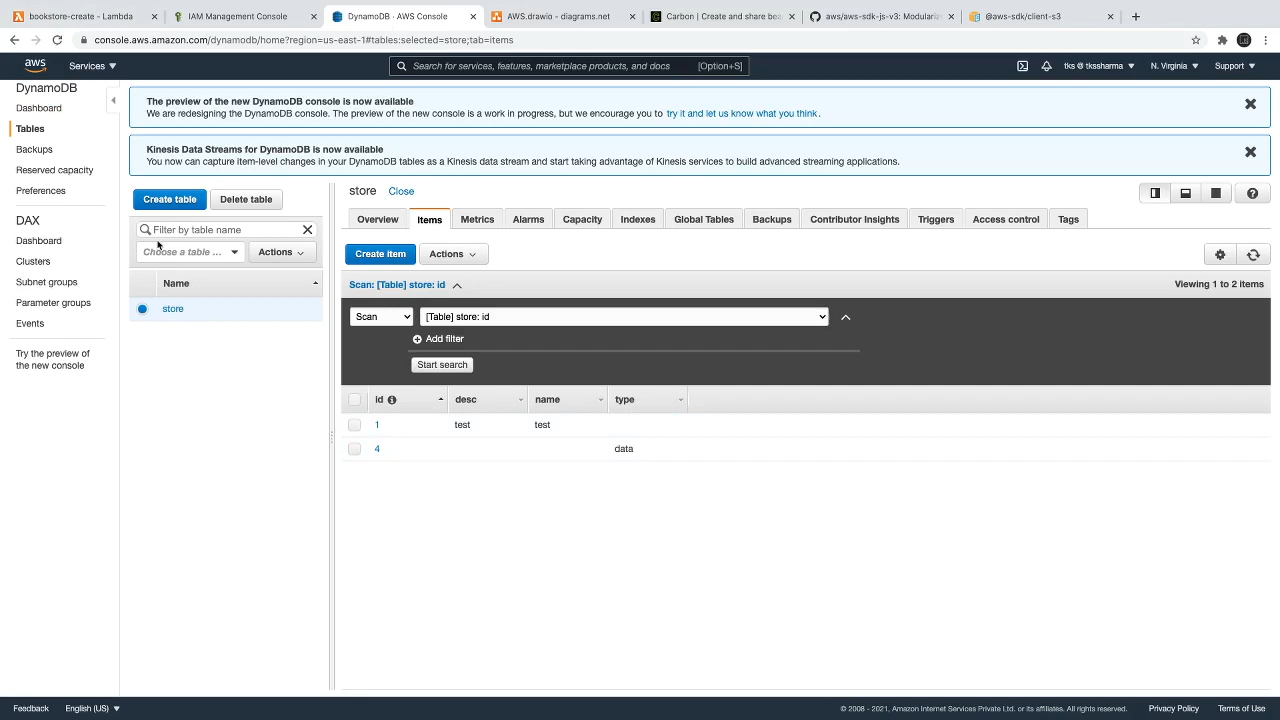 bookstore-create - Lambda
IAM Management Console
DynamoDB · AWS Console
AWS.drawio - diagrams.net
Carbon | Create and share bea
aws/aws-sdk-js-v3: Modulariz
@aws-sdk/client-s3
console.aws.amazon.com/dynamodb/home?region=us-east-1#tables:selected=store;tab=items
aws
Services
Search for services, features, marketplace products, and docs
[Option+S]
tks @ tkssharma
N. Virginia
Support
DynamoDB
Dashboard
Tables
Backups
Reserved capacity
Preferences
DAX
Dashboard
Clusters
Subnet groups
Parameter groups
Events
Try the preview of
the new console
The preview of the new DynamoDB console is now available
We are redesigning the DynamoDB console. The preview of the new console is a work in progress, but we encourage you to try it and let us know what you think.
Kinesis Data Streams for DynamoDB is now available
You now can capture item-level changes in your DynamoDB tables as a Kinesis data stream and start taking advantage of Kinesis services to build advanced streaming applications.
Create table
Delete table
Filter by table name
Choose a table ...
Actions
Name
store
store
Close
Overview
Items
Metrics
Alarms
Capacity
Indexes
Global Tables
Backups
Contributor Insights
Triggers
Access control
Tags
Create item
Actions
Scan: [Table] store: id
Viewing 1 to 2 items
Scan
[Table] store: id
Add filter
Start search
id
desc
name
type
1
test
test
4
data
Feedback
English (US)
© 2008 - 2021, Amazon Internet Services Private Ltd. or its affiliates. All rights reserved.
Privacy Policy
Terms of Use